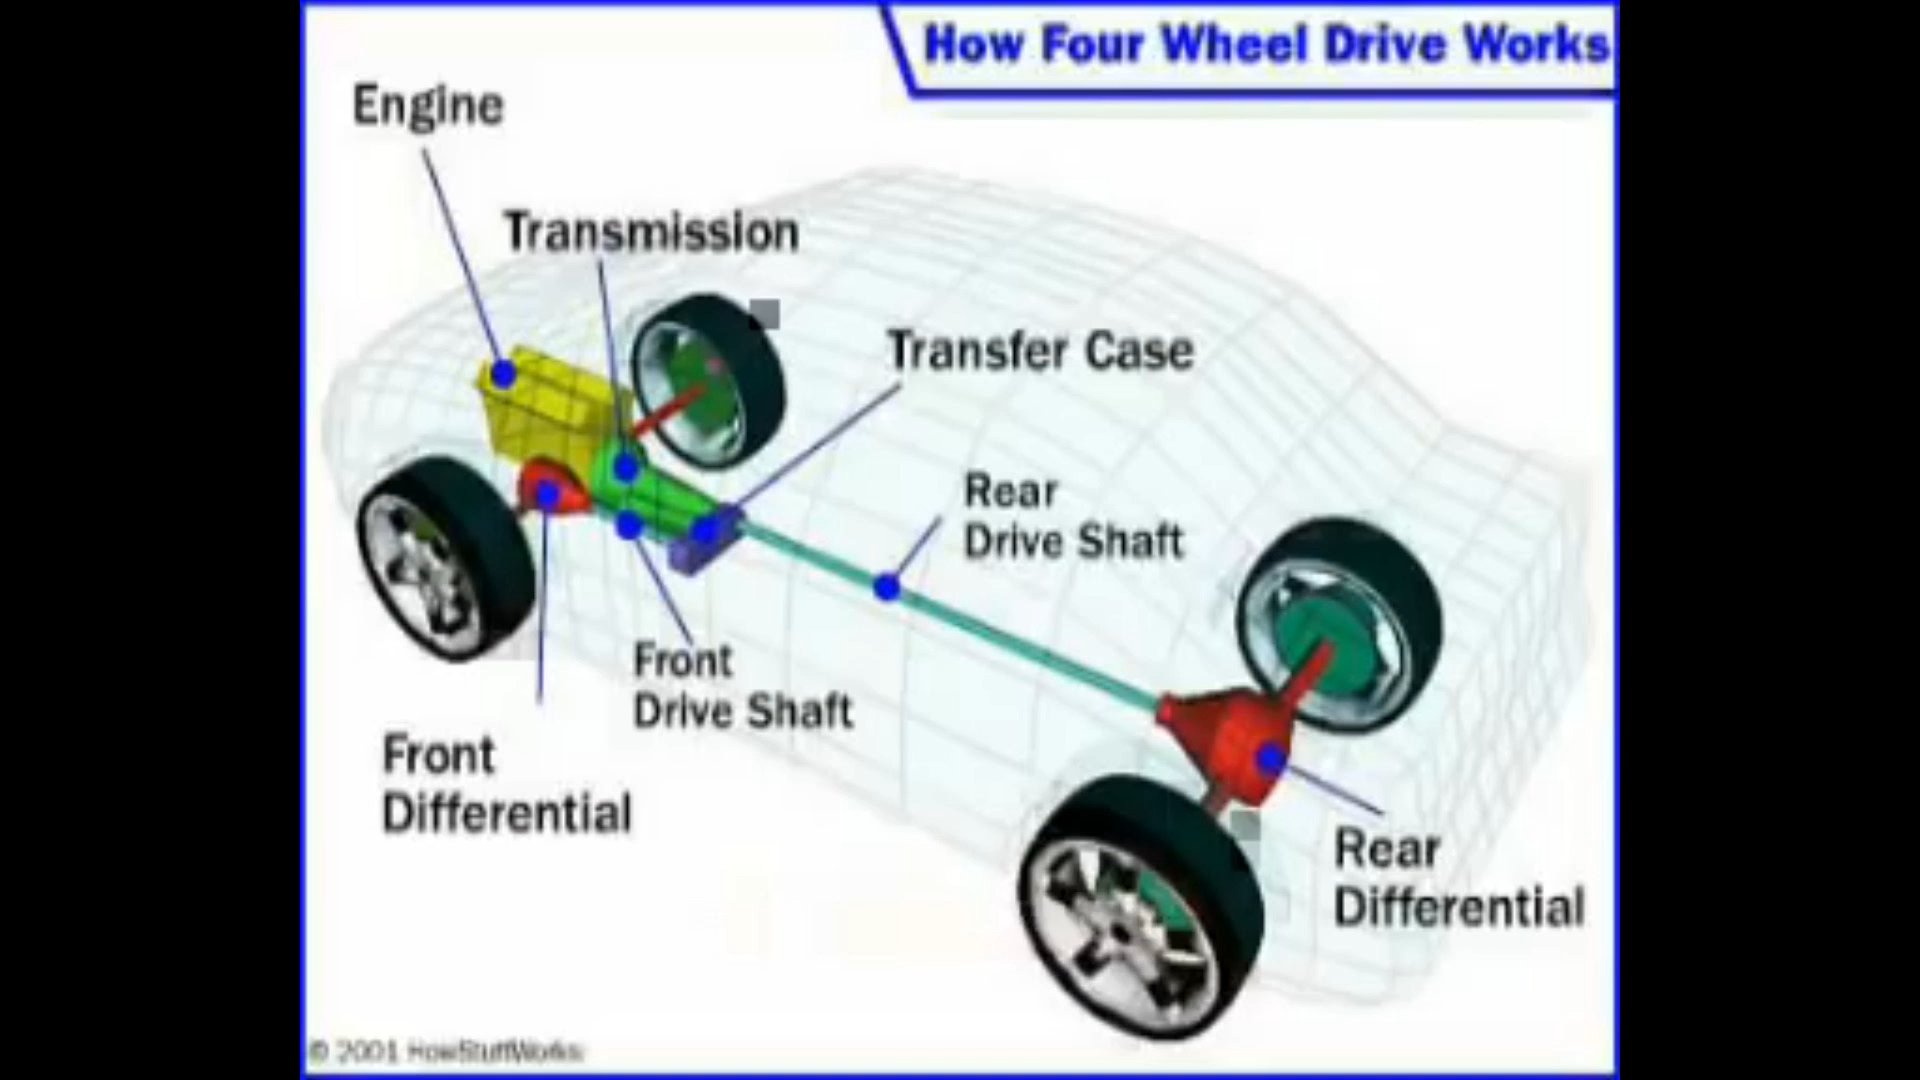 How Four Wheel Drive Works
Engine
Transmission
Transfer Case
Rear
Drive Shaft
Front
Drive Shaft
Front
Differential
Rear
Differential
© 2001 HowStuffWorks